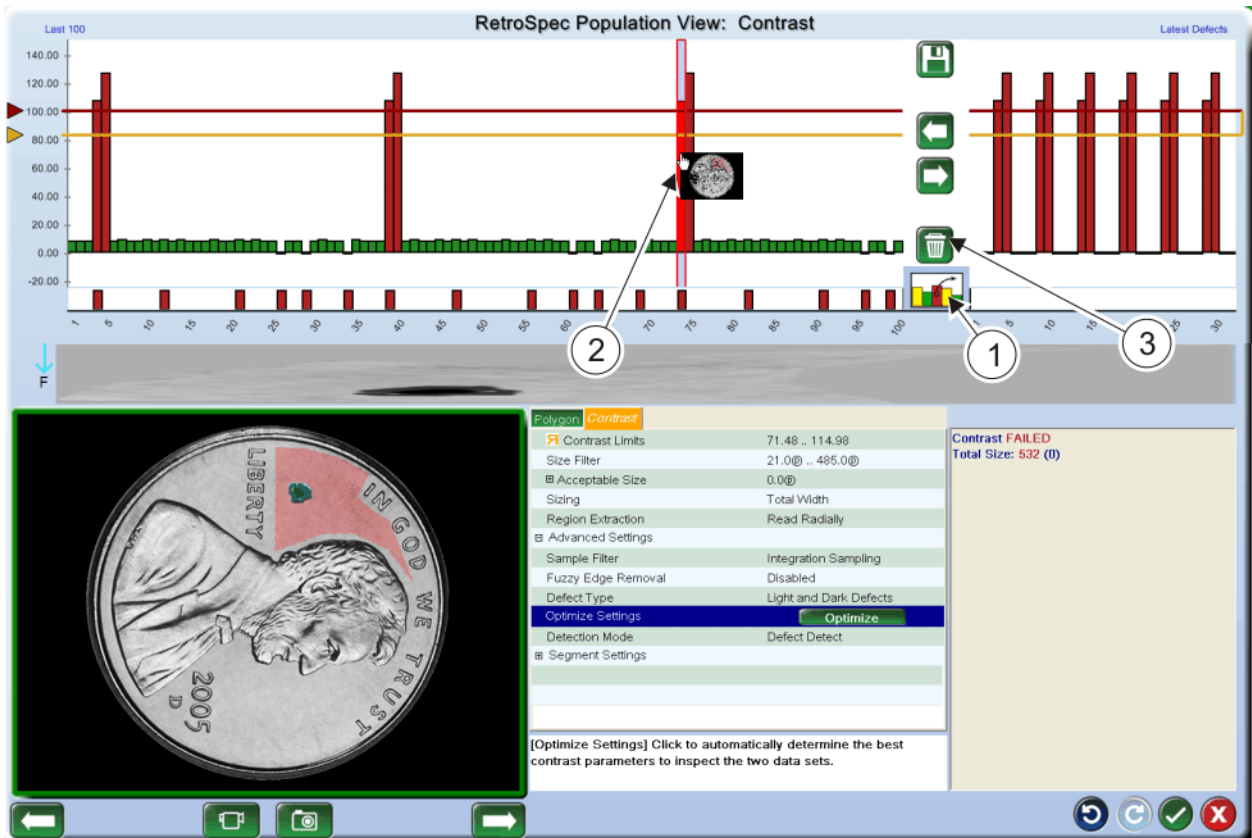 RetroSpec Population View: Contrast
Last 100
Latest Defects
140.00
120.00
100.00
80.00
60.00
40.00
20.00
0.00
-20.00
1 5 10 15 20 25 30 35 40 45 50 55 60 70 75 80 85 90 95 100 5 10 15 25 30
2
1
3
F
Polygon Contrast
R Contrast Limits 71.48 .. 114.98
Size Filter 21.0ⓟ .. 485.0ⓟ
Acceptable Size 0.0ⓟ
Sizing Total Width
Region Extraction Read Radially
Advanced Settings
Sample Filter Integration Sampling
Fuzzy Edge Removal Disabled
Defect Type Light and Dark Defects
Optimize Settings Optimize
Detection Mode Defect Detect
Segment Settings
[Optimize Settings] Click to automatically determine the best
contrast parameters to inspect the two data sets.
Contrast FAILED
Total Size: 532 (0)
IN GOD WE TRUST
LIBERTY
2005
D